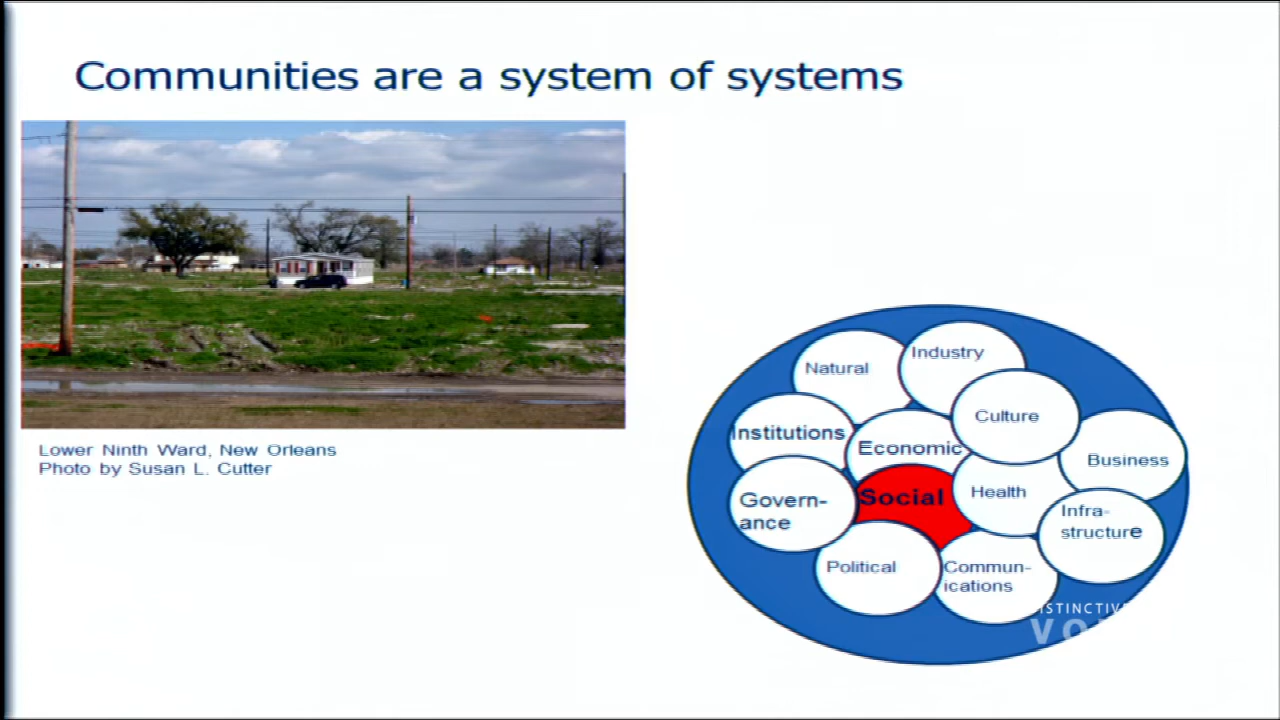 Communities are a system of systems
Lower Ninth Ward, New Orleans
Photo by Susan L. Cutter
Natural
Industry
Culture
Institutions
Economic
Business
Social
Health
Govern-
ance
Infra-
structure
Political
Commun-
ications